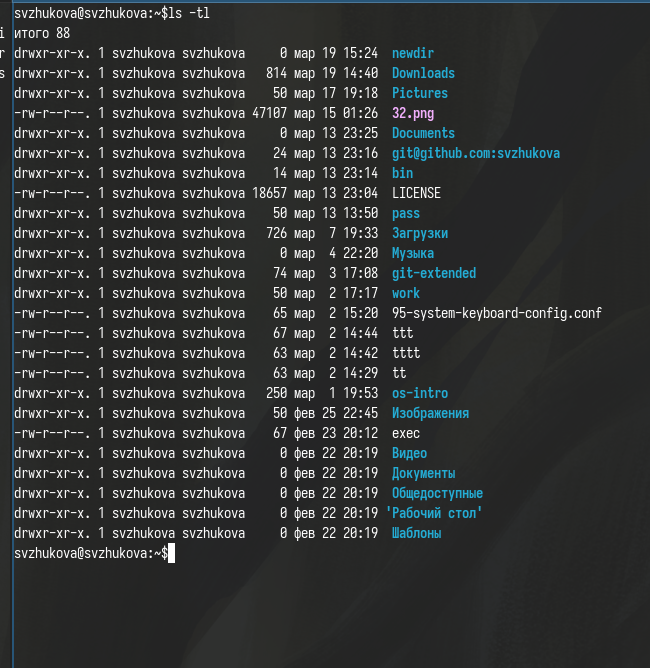 svzhukova@svzhukova:~$ls -tl
итого 88
drwxr-xr-x. 1 svzhukova svzhukova     0 мар 19 15:24  newdir
drwxr-xr-x. 1 svzhukova svzhukova   814 мар 19 14:40  Downloads
drwxr-xr-x. 1 svzhukova svzhukova    50 мар 17 19:18  Pictures
-rw-r--r--. 1 svzhukova svzhukova 47107 мар 15 01:26  32.png
drwxr-xr-x. 1 svzhukova svzhukova     0 мар 13 23:25  Documents
drwxr-xr-x. 1 svzhukova svzhukova    24 мар 13 23:16  git@github.com:svzhukova
drwxr-xr-x. 1 svzhukova svzhukova    14 мар 13 23:14  bin
-rw-r--r--. 1 svzhukova svzhukova 18657 мар 13 23:04  LICENSE
drwxr-xr-x. 1 svzhukova svzhukova    50 мар 13 13:50  pass
drwxr-xr-x. 1 svzhukova svzhukova   726 мар  7 19:33  Загрузки
drwxr-xr-x. 1 svzhukova svzhukova     0 мар  4 22:20  Музыка
drwxr-xr-x. 1 svzhukova svzhukova    74 мар  3 17:08  git-extended
drwxr-xr-x. 1 svzhukova svzhukova    50 мар  2 17:17  work
-rw-r--r--. 1 svzhukova svzhukova    65 мар  2 15:20  95-system-keyboard-config.conf
-rw-r--r--. 1 svzhukova svzhukova    67 мар  2 14:44  ttt
-rw-r--r--. 1 svzhukova svzhukova    63 мар  2 14:42  tttt
-rw-r--r--. 1 svzhukova svzhukova    63 мар  2 14:29  tt
drwxr-xr-x. 1 svzhukova svzhukova   250 мар  1 19:53  os-intro
drwxr-xr-x. 1 svzhukova svzhukova    50 фев 25 22:45  Изображения
-rw-r--r--. 1 svzhukova svzhukova    67 фев 23 20:12  exec
drwxr-xr-x. 1 svzhukova svzhukova     0 фев 22 20:19  Видео
drwxr-xr-x. 1 svzhukova svzhukova     0 фев 22 20:19  Документы
drwxr-xr-x. 1 svzhukova svzhukova     0 фев 22 20:19  Общедоступные
drwxr-xr-x. 1 svzhukova svzhukova     0 фев 22 20:19 'Рабочий стол'
drwxr-xr-x. 1 svzhukova svzhukova     0 фев 22 20:19  Шаблоны
svzhukova@svzhukova:~$